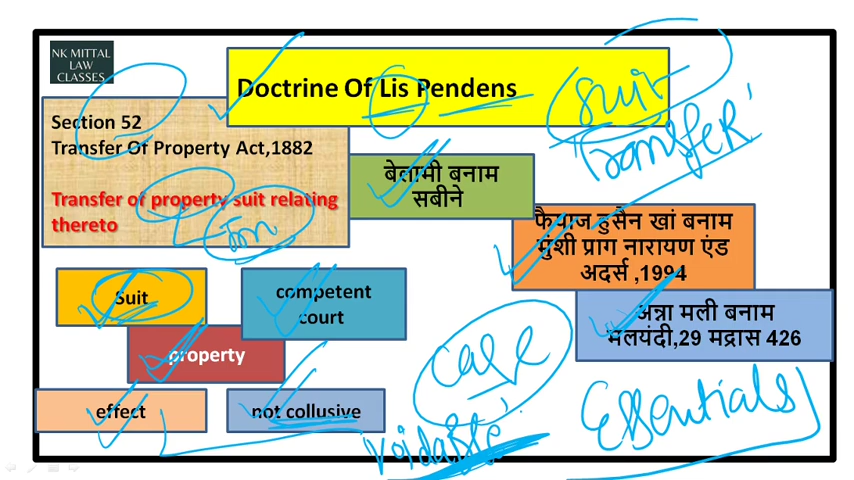 NK MITTAL
LAW
CLASSES
Doctrine Of Lis Pendens
Suit
Transfer
Section 52
Transfer Of Property Act,1882
Transfer of property suit relating
thereto
Im
बेलामी बनाम
सबीने
फैयाज हुसैन खां बनाम
मुंशी प्राग नारायण एंड
अदर्स ,1994
अन्ना मली बनाम
मलयंदी,29 मद्रास 426
Suit
competent
court
property
effect
not collusive
Case
voidable
Essentials